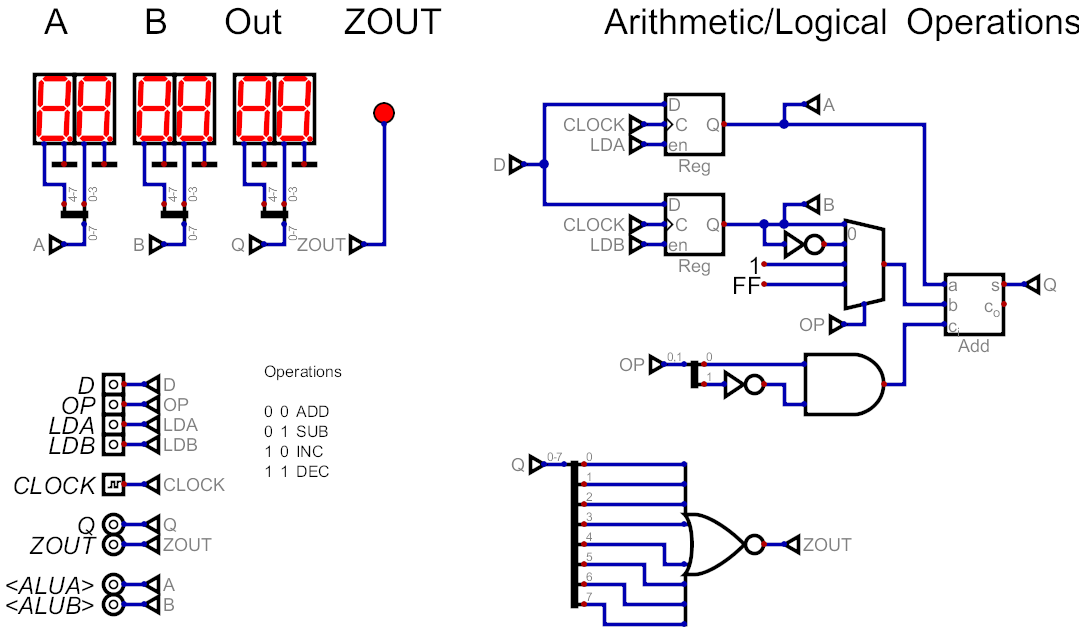 A B Out ZOUT Arithmetic/Logical Operations
D C en Q Reg
CLOCK
LDA
A
D
D C en Q Reg
CLOCK
LDB
B
0
1
FF
OP
a b ci s co Add
Q
4-7 0-3 0-7
4-7 0-3 0-7
4-7 0-3 0-7
A B Q ZOUT
OP 0,1 0 1
Operations
0 0 ADD
0 1 SUB
1 0 INC
1 1 DEC
D D
OP OP
LDA LDA
LDB LDB
CLOCK CLOCK
Q Q
ZOUT ZOUT
<ALUA> A
<ALUB> B
Q 0-7 0
1
2
3
4
5
6
7
ZOUT